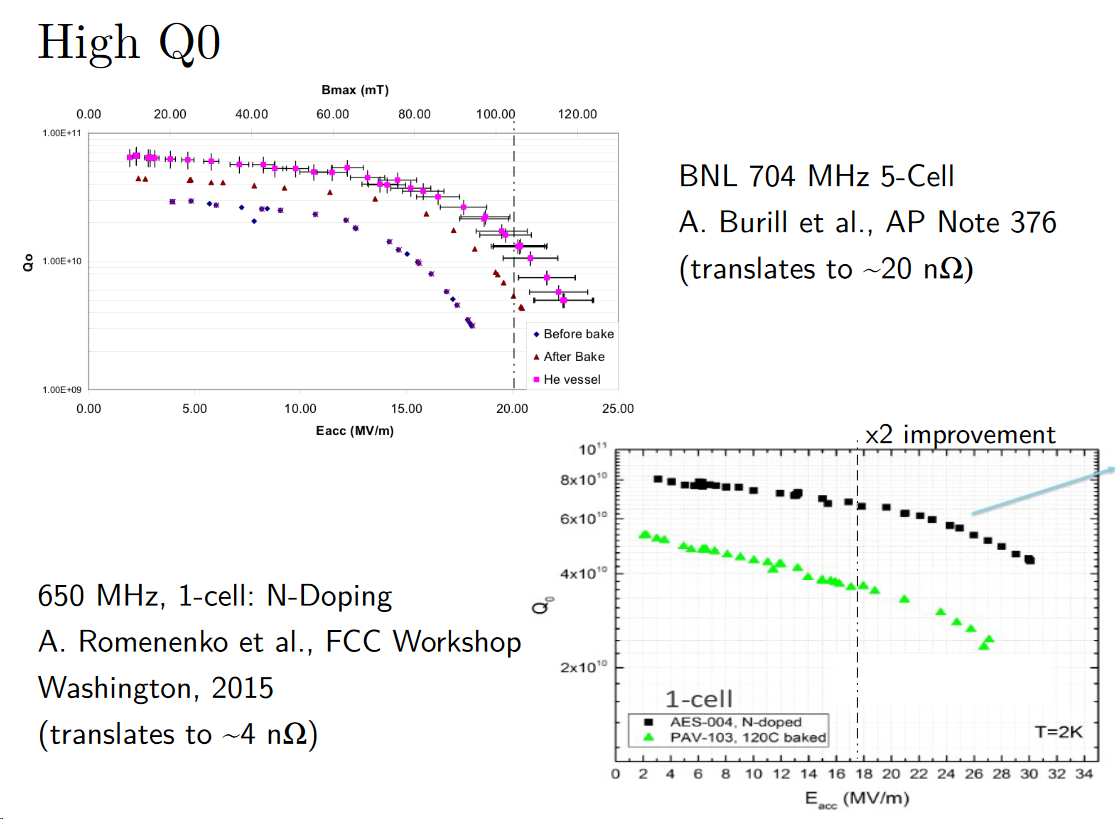 High Q0
Bmax (mT)
0.00 20.00 40.00 60.00 80.00 100.00 120.00
1.00E+11
1.00E+10
1.00E+09
Qo
Before bake
After Bake
He vessel
0.00 5.00 10.00 15.00 20.00 25.00
Eacc (MV/m)
BNL 704 MHz 5-Cell
A. Burill et al., AP Note 376
(translates to ~20 nΩ)
x2 improvement
10¹¹
8x10¹⁰
6x10¹⁰
4x10¹⁰
2x10¹⁰
Q₀
1-cell
AES-004, N-doped
PAV-103, 120C baked
T=2K
0 2 4 6 8 10 12 14 16 18 20 22 24 26 28 30 32 34
Eacc (MV/m)
650 MHz, 1-cell: N-Doping
A. Romenenko et al., FCC Workshop
Washington, 2015
(translates to ~4 nΩ)